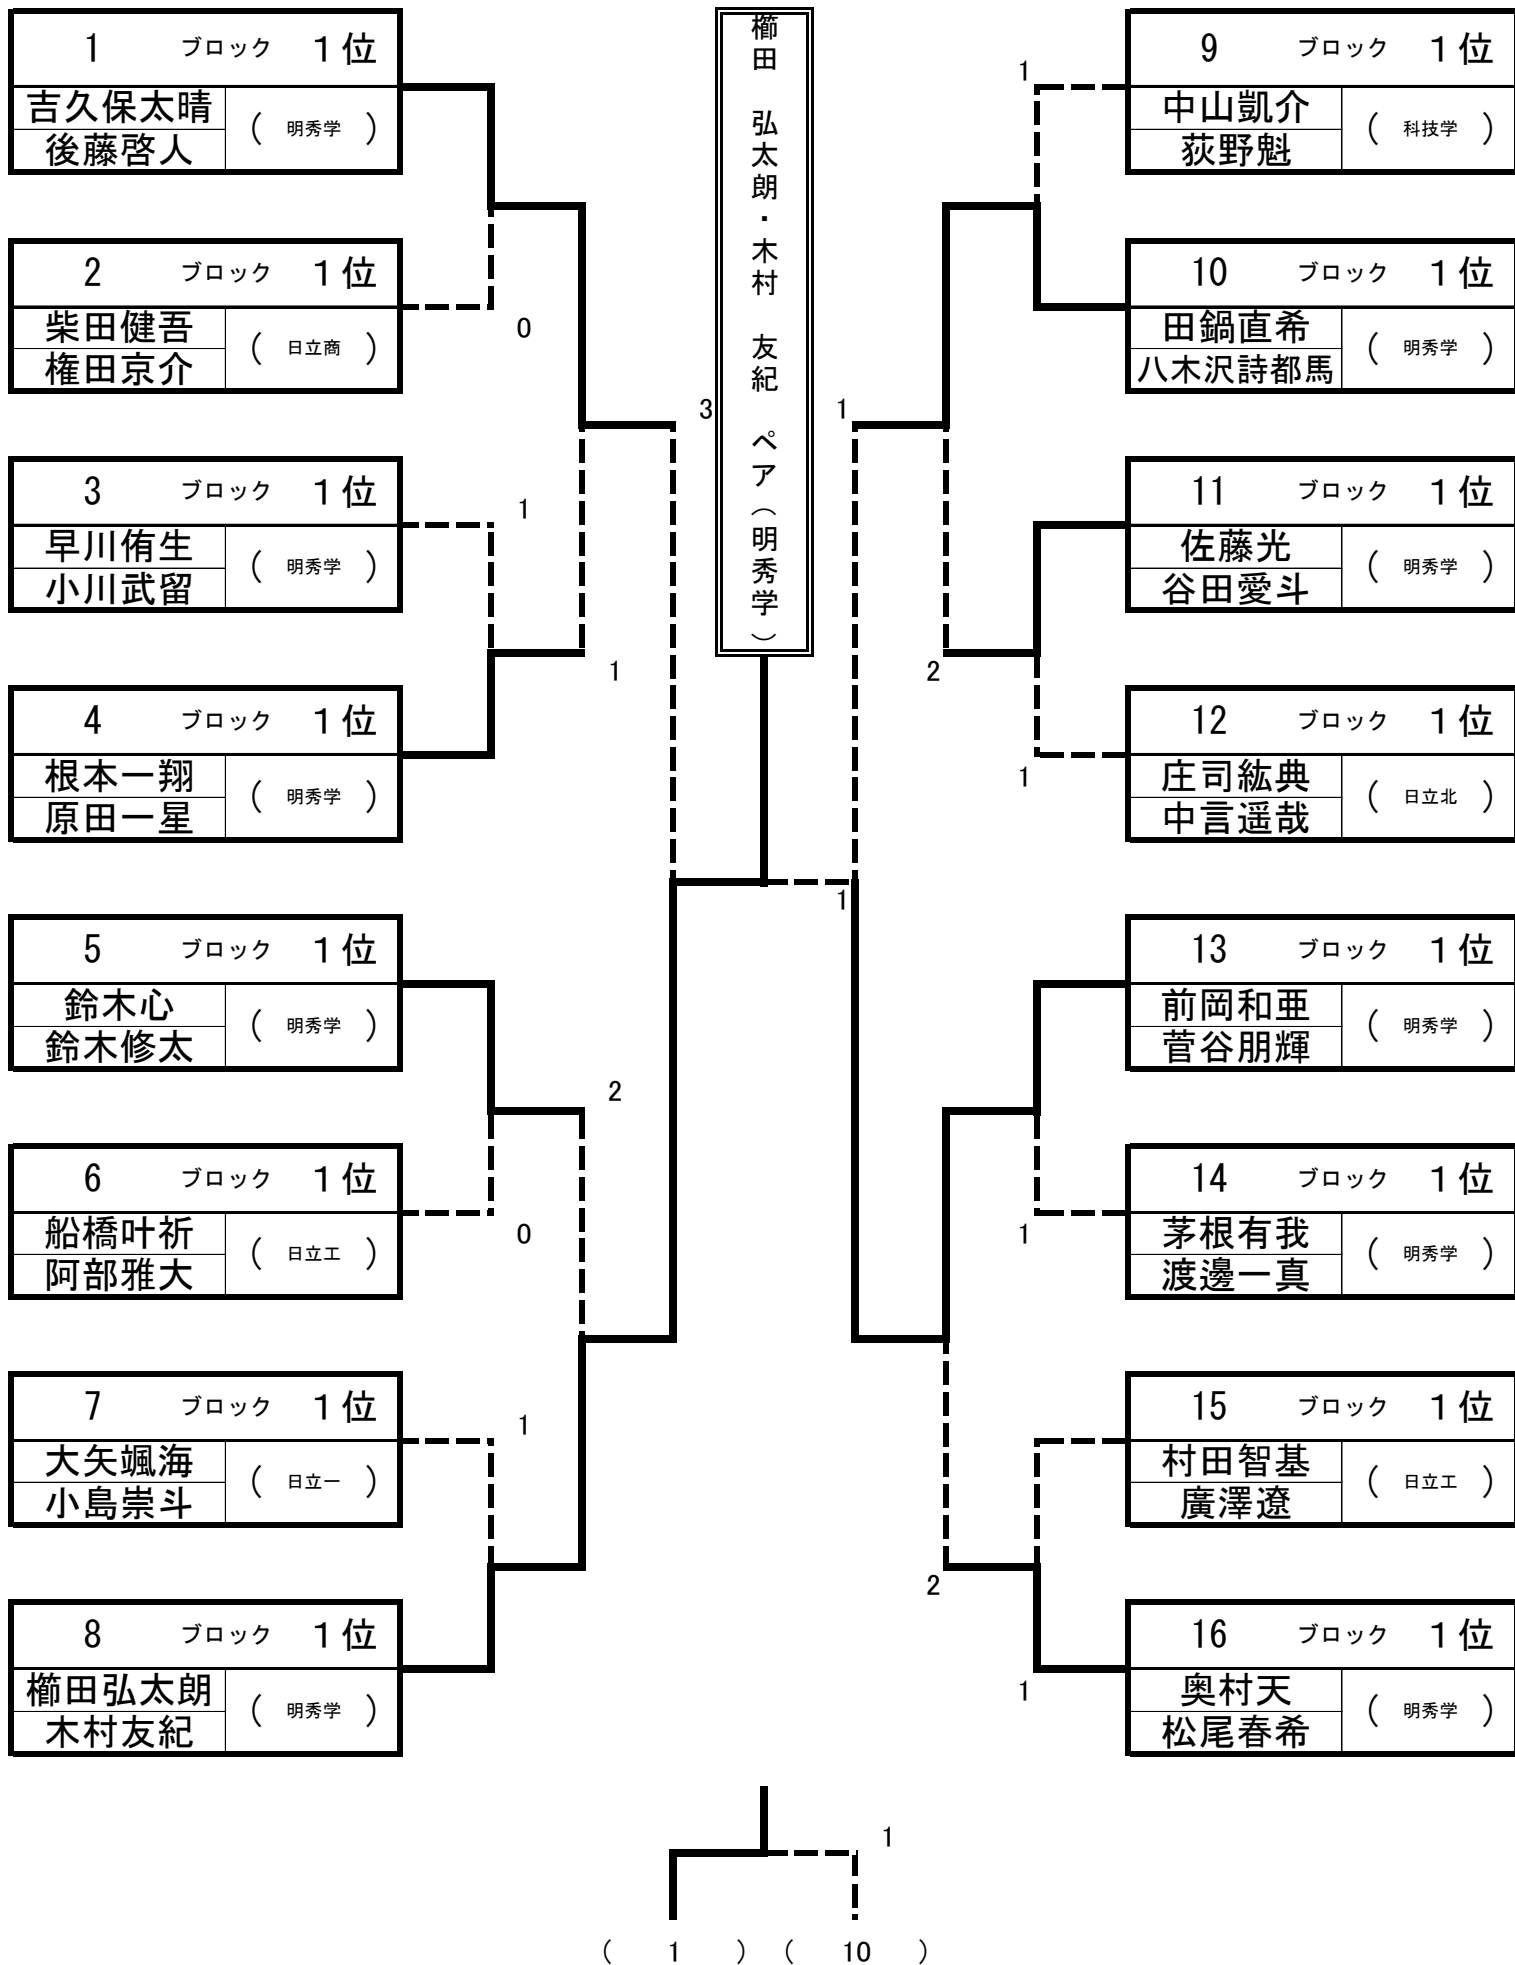 1 ブロック 1位
吉久保太晴
後藤啓人
( 明秀学 )
0
2 ブロック 1位
柴田健吾
権田京介
( 日立商 )
1
3 ブロック 1位
早川侑生
小川武留
( 明秀学 )
1
4 ブロック 1位
根本一翔
原田一星
( 明秀学 )
3
5 ブロック 1位
鈴木心
鈴木修太
( 明秀学 )
2
6 ブロック 1位
船橋叶祈
阿部雅大
( 日立工 )
0
7 ブロック 1位
大矢颯海
小島崇斗
( 日立一 )
1
8 ブロック 1位
櫛田弘太朗
木村友紀
( 明秀学 )
櫛田 弘太朗・木村 友紀 ペア(明秀学)
1
9 ブロック 1位
中山凱介
荻野魁
( 科技学 )
10 ブロック 1位
田鍋直希
八木沢詩都馬
( 明秀学 )
1
11 ブロック 1位
佐藤光
谷田愛斗
( 明秀学 )
2
12 ブロック 1位
庄司紘典
中言遥哉
( 日立北 )
1
1
13 ブロック 1位
前岡和亜
菅谷朋輝
( 明秀学 )
14 ブロック 1位
茅根有我
渡邊一真
( 明秀学 )
1
15 ブロック 1位
村田智基
廣澤遼
( 日立工 )
2
16 ブロック 1位
奥村天
松尾春希
( 明秀学 )
1
1
( 1 ) ( 10 )